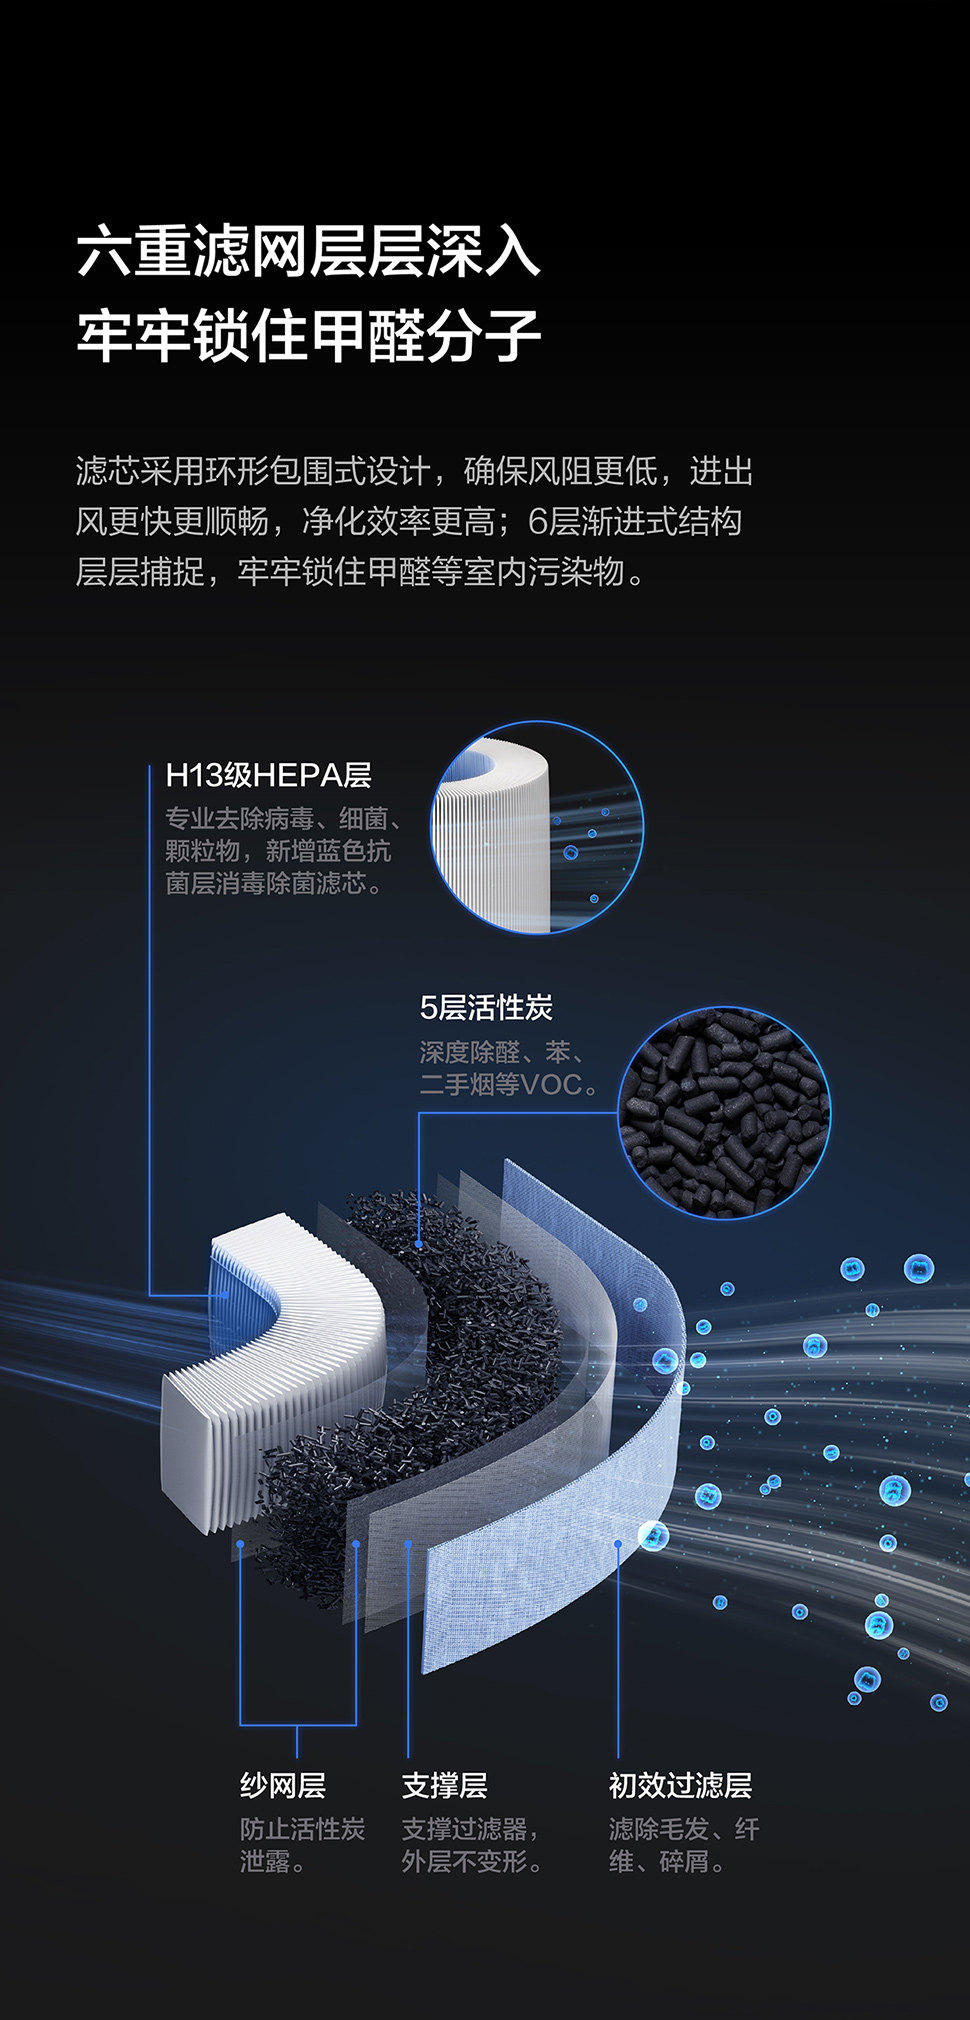 六重滤网层层深入
牢牢锁住甲醛分子
滤芯采用环形包围式设计，确保风阻更低，进出
风更快更顺畅，净化效率更高；6层渐进式结构
层层捕捉，牢牢锁住甲醛等室内污染物。
H13级HEPA层
专业去除病毒、细菌、
颗粒物，新增蓝色抗
菌层消毒除菌滤芯。
5层活性炭
深度除醛、苯、
二手烟等VOC。
纱网层
防止活性炭
泄露。
支撑层
支撑过滤器，
外层不变形。
初效过滤层
滤除毛发、纤
维、碎屑。